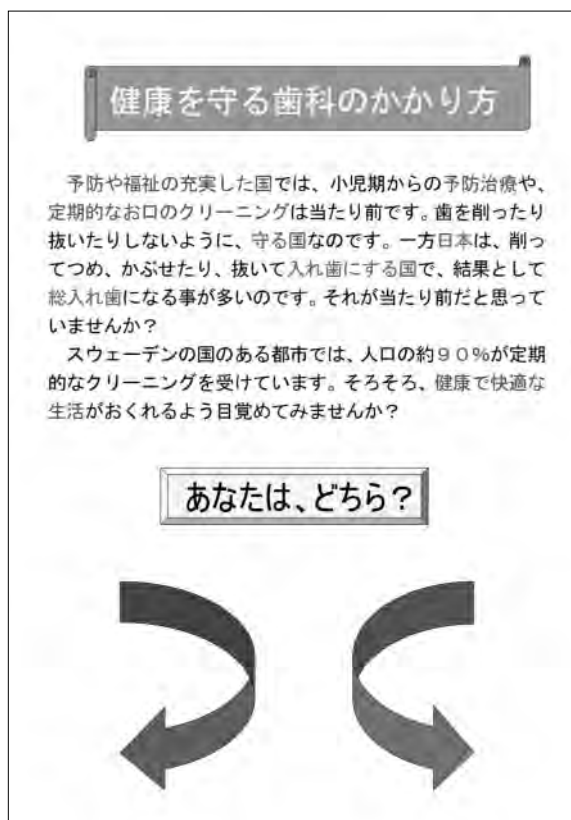 健康を守る歯科のかかり方
　予防や福祉の充実した国では、小児期からの予防治療や、
定期的なお口のクリーニングは当たり前です。歯を削ったり
抜いたりしないように、守る国なのです。一方日本は、削っ
てつめ、かぶせたり、抜いて入れ歯にする国で、結果として
総入れ歯になる事が多いのです。それが当たり前だと思って
いませんか？
　スウェーデンの国のある都市では、人口の約９０％が定期
的なクリーニングを受けています。そろそろ、健康で快適な
生活がおくれるよう目覚めてみませんか？
あなたは、どちら？